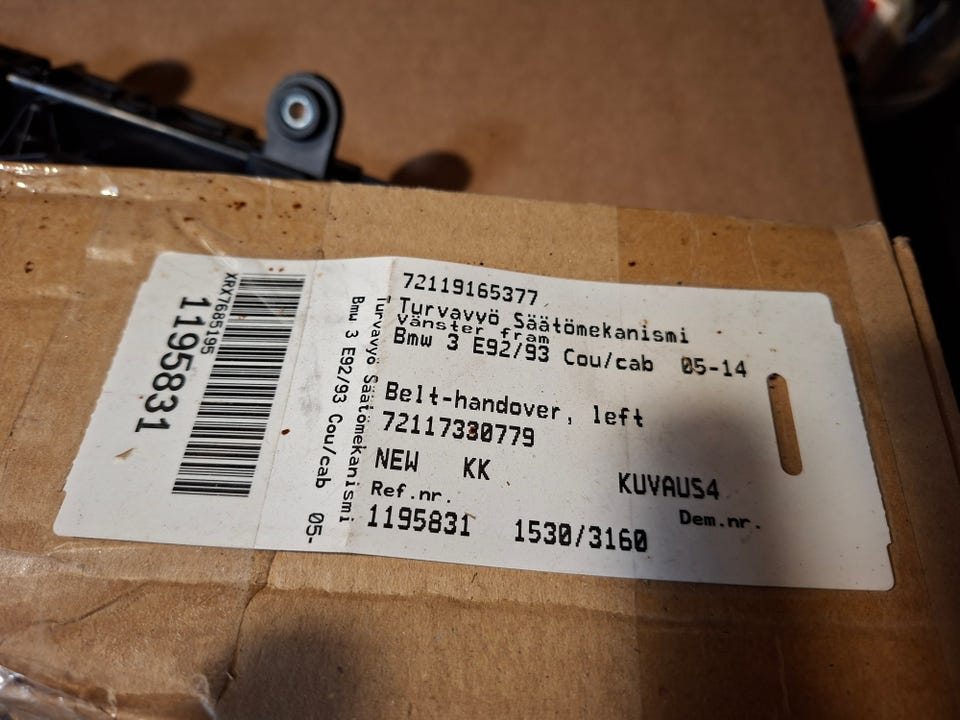 72119165377
Turvavyö Säätömekanismi
Vänster fram
Bmw 3 E92/93 Cou/cab 05-14
Belt-handover, left
72117330779
NEW KK
KUVAUS4
Ref.nr.
Dem.nr.
1195831 1530/3160
Turvavyö Säätömekanismi
Bmw 3 E92/93 Cou/cab 05-
XRX7685195
1195831